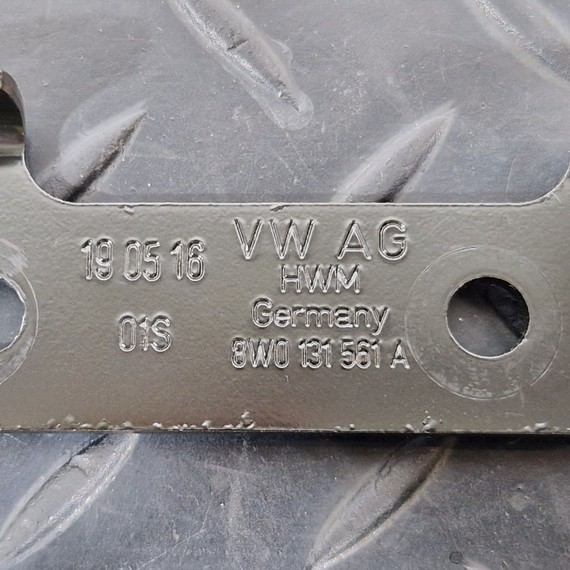 19 05 16
01S
VW AG
HWM
Germany
8W0 131 561 A